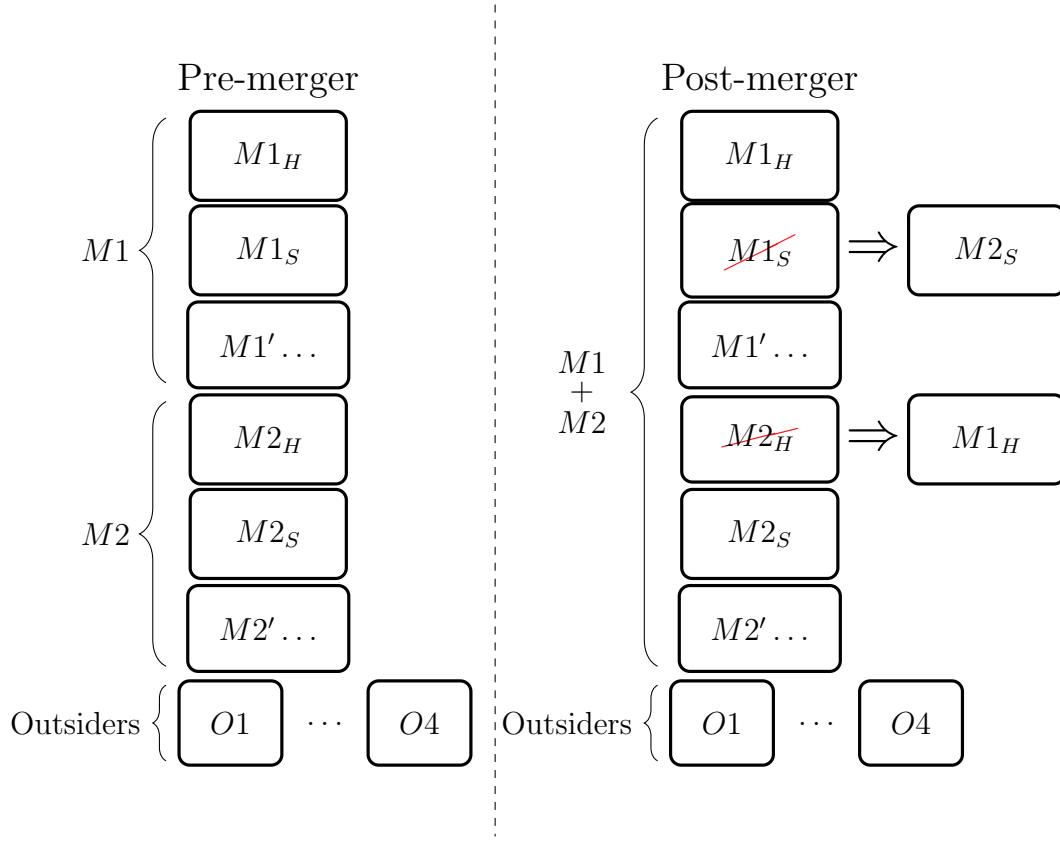 Pre-merger
M1
M1_H
M1_S
M1′ …
M2
M2_H
M2_S
M2′ …
Outsiders
O1 … O4
Post-merger
M1
+
M2
M1_H
M1_S ⇒ M2_S
M1′ …
M2_H ⇒ M1_H
M2_S
M2′ …
Outsiders
O1 … O4